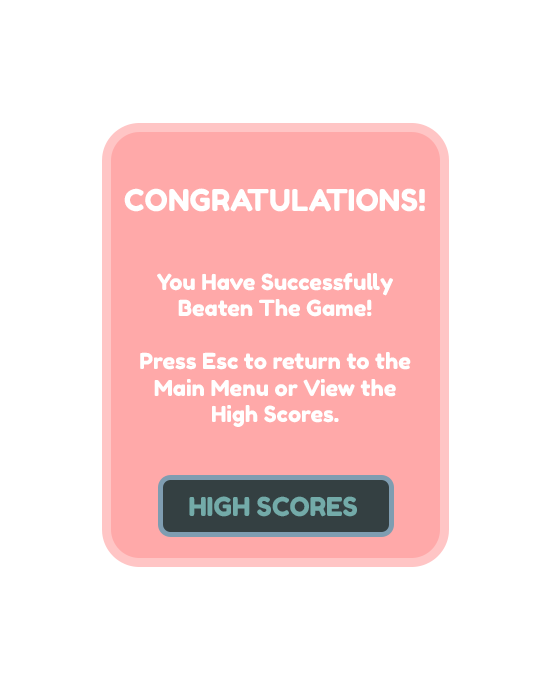 CONGRATULATIONS!
You Have Successfully
Beaten The Game!
Press Esc to return to the
Main Menu or View the
High Scores.
HIGH SCORES